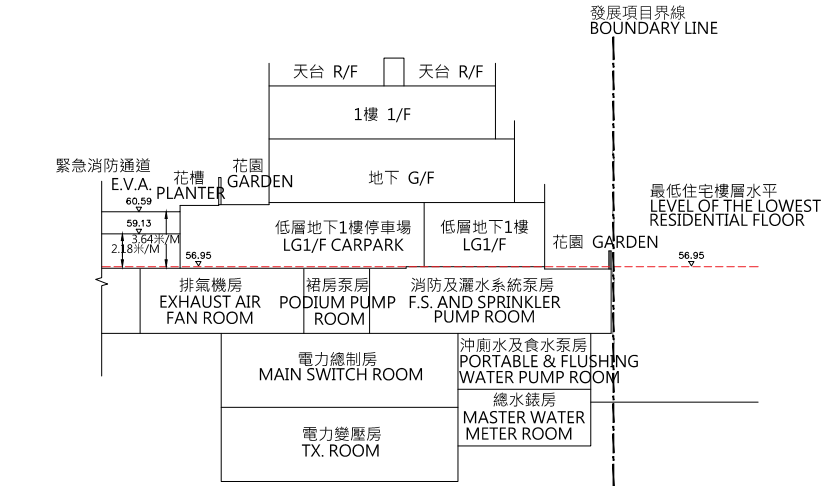 發展項目界線
BOUNDARY LINE
天台 R/F
天台 R/F
1樓 1/F
緊急消防通道
E.V.A.
花槽
PLANTER
花園
GARDEN
地下 G/F
最低住宅樓層水平
LEVEL OF THE LOWEST
RESIDENTIAL FLOOR
60.59
59.13
3.64米/M
2.18米/M
56.95
低層地下1樓停車場
LG1/F CARPARK
低層地下1樓
LG1/F
花園 GARDEN
56.95
排氣機房
EXHAUST AIR
FAN ROOM
裙房泵房
PODIUM PUMP
ROOM
消防及灑水系統泵房
F.S. AND SPRINKLER
PUMP ROOM
電力總制房
MAIN SWITCH ROOM
沖廁水及食水泵房
PORTABLE & FLUSHING
WATER PUMP ROOM
總水錶房
MASTER WATER
METER ROOM
電力變壓房
TX. ROOM